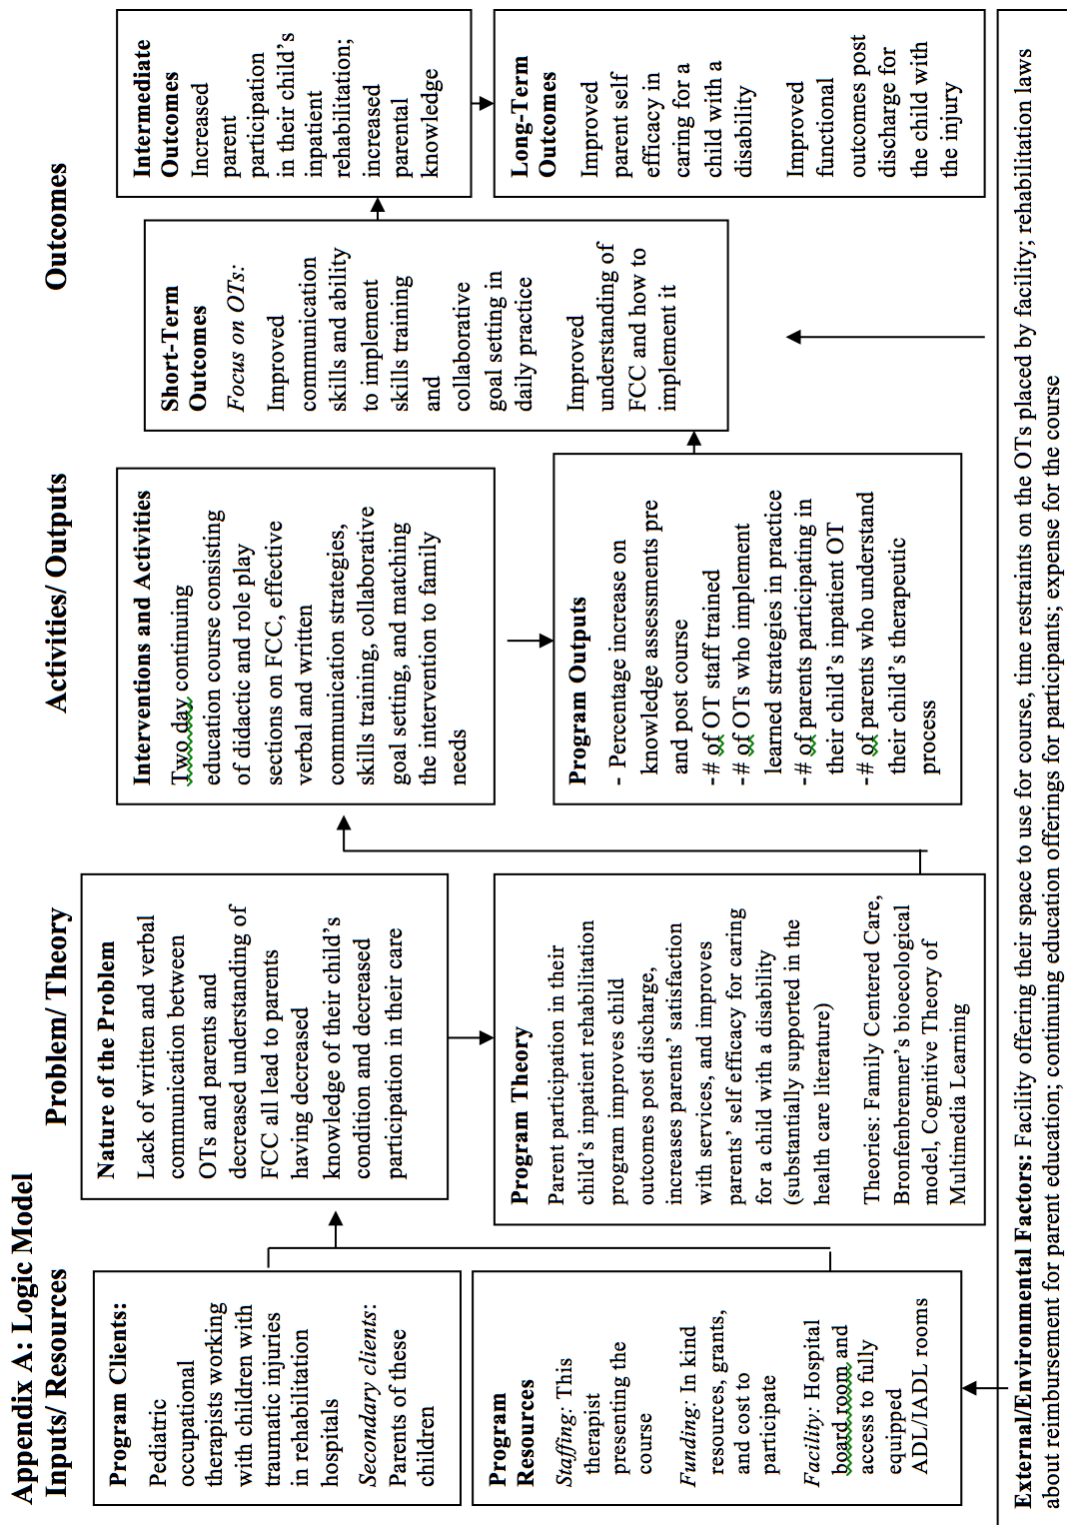 Appendix A: Logic Model
Inputs/ Resources
Problem/ Theory
Activities/ Outputs
Outcomes
Program Clients:
Pediatric
occupational
therapists working
with children with
traumatic injuries
in rehabilitation
hospitals
Secondary clients:
Parents of these
children
Program
Resources
Staffing: This
therapist
presenting the
course
Funding: In kind
resources, grants,
and cost to
participate
Facility: Hospital
board room and
access to fully
equipped
ADL/IADL rooms
Nature of the Problem
Lack of written and verbal
communication between
OTs and parents and
decreased understanding of
FCC all lead to parents
having decreased
knowledge of their child's
condition and decreased
participation in their care
Program Theory
Parent participation in their
child's inpatient rehabilitation
program improves child
outcomes post discharge,
increases parents' satisfaction
with services, and improves
parents' self efficacy for caring
for a child with a disability
(substantially supported in the
health care literature)
Theories: Family Centered Care,
Bronfenbrenner's bioecological
model, Cognitive Theory of
Multimedia Learning
Interventions and Activities
Two day continuing
education course consisting
of didactic and role play
sections on FCC, effective
verbal and written
communication strategies,
skills training, collaborative
goal setting, and matching
the intervention to family
needs
Program Outputs
- Percentage increase on
knowledge assessments pre
and post course
-# of OT staff trained
-# of OTs who implement
learned strategies in practice
-# of parents participating in
their child's inpatient OT
-# of parents who understand
their child's therapeutic
process
Short-Term
Outcomes
Focus on OTs:
Improved
communication
skills and ability
to implement
skills training
and
collaborative
goal setting in
daily practice
Improved
understanding of
FCC and how to
implement it
Intermediate
Outcomes
Increased
parent
participation
in their child's
inpatient
rehabilitation;
increased
parental
knowledge
Long-Term
Outcomes
Improved
parent self
efficacy in
caring for a
child with a
disability
Improved
functional
outcomes post
discharge for
the child with
the injury
External/Environmental Factors: Facility offering their space to use for course, time restraints on the OTs placed by facility; rehabilitation laws
about reimbursement for parent education; continuing education offerings for participants; expense for the course